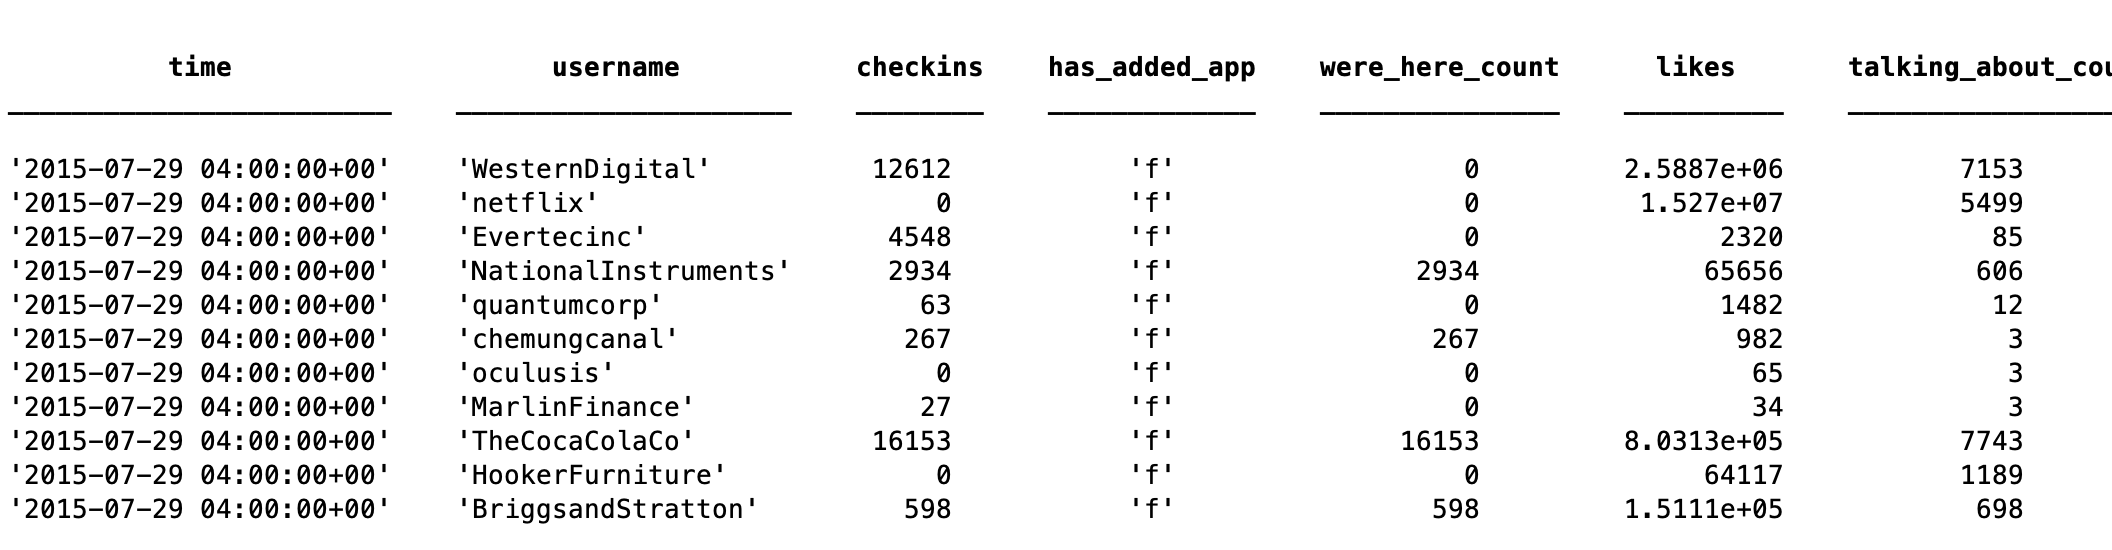 time username checkins has_added_app were_here_count likes talking_about_cou
'2015-07-29 04:00:00+00' 'WesternDigital' 12612 'f' 0 2.5887e+06 7153
'2015-07-29 04:00:00+00' 'netflix' 0 'f' 0 1.527e+07 5499
'2015-07-29 04:00:00+00' 'Evertecinc' 4548 'f' 0 2320 85
'2015-07-29 04:00:00+00' 'NationalInstruments' 2934 'f' 2934 65656 606
'2015-07-29 04:00:00+00' 'quantumcorp' 63 'f' 0 1482 12
'2015-07-29 04:00:00+00' 'chemungcanal' 267 'f' 267 982 3
'2015-07-29 04:00:00+00' 'oculusis' 0 'f' 0 65 3
'2015-07-29 04:00:00+00' 'MarlinFinance' 27 'f' 0 34 3
'2015-07-29 04:00:00+00' 'TheCocaColaCo' 16153 'f' 16153 8.0313e+05 7743
'2015-07-29 04:00:00+00' 'HookerFurniture' 0 'f' 0 64117 1189
'2015-07-29 04:00:00+00' 'BriggsandStratton' 598 'f' 598 1.5111e+05 698